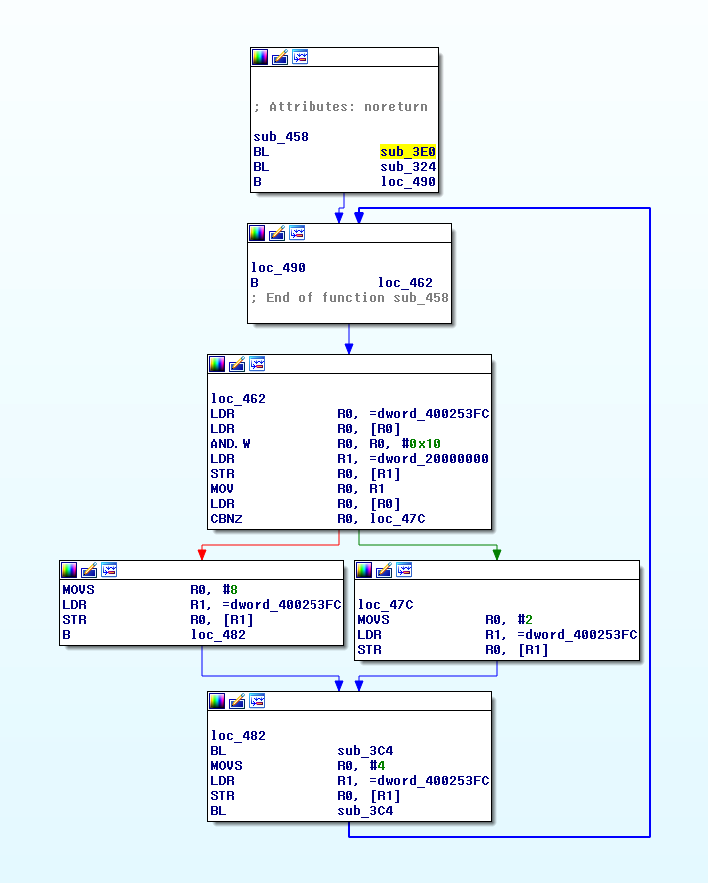 ; Attributes: noreturn
sub_458
BL sub_3E0
BL sub_324
B loc_490
loc_490
B loc_462
; End of function sub_458
loc_462
LDR R0, =dword_400253FC
LDR R0, [R0]
AND.W R0, R0, #0x10
LDR R1, =dword_20000000
STR R0, [R1]
MOV R0, R1
LDR R0, [R0]
CBNZ R0, loc_47C
MOVS R0, #8
LDR R1, =dword_400253FC
STR R0, [R1]
B loc_482
loc_47C
MOVS R0, #2
LDR R1, =dword_400253FC
STR R0, [R1]
loc_482
BL sub_3C4
MOVS R0, #4
LDR R1, =dword_400253FC
STR R0, [R1]
BL sub_3C4